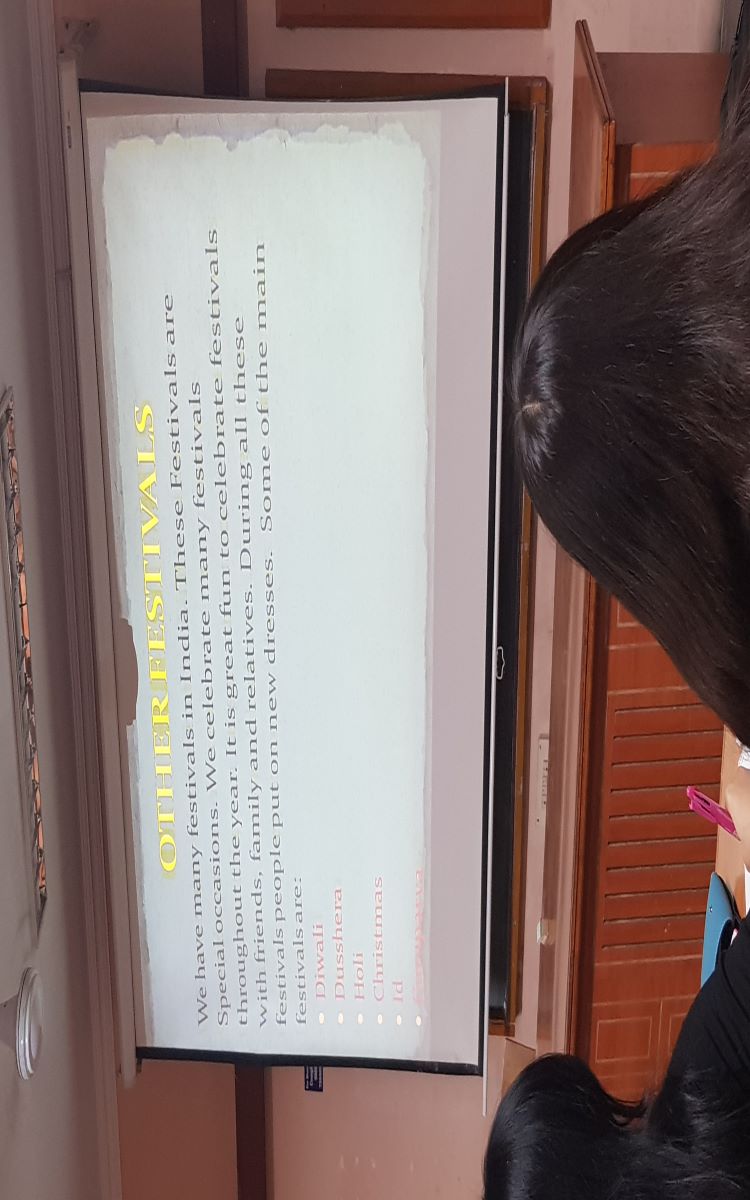 OTHER FESTIVALS
We have many festivals in India. These Festivals are
Special occasions. We celebrate many festivals
throughout the year. It is great fun to celebrate festivals
with friends, family and relatives. During all these
festivals people put on new dresses. Some of the main
festivals are:
• Diwali
• Dusshera
• Holi
• Christmas
• Id